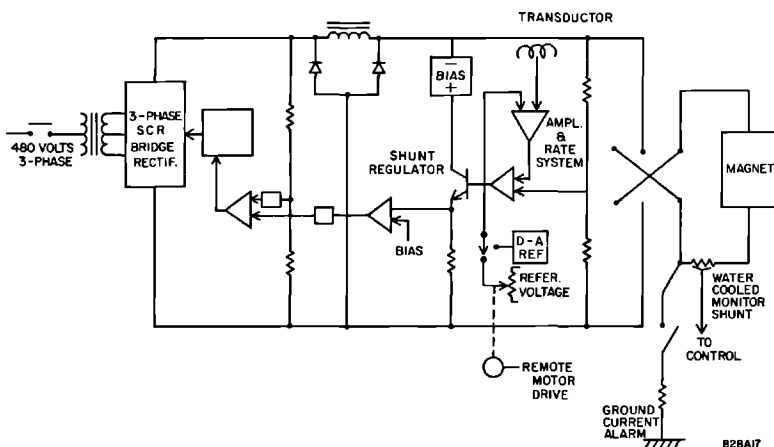 TRANSDUCTOR
−
BIAS
+
3-PHASE
SCR
BRIDGE
RECTIF.
480 VOLTS
3-PHASE
AMPL.
&
RATE
SYSTEM
SHUNT
REGULATOR
MAGNET
BIAS
D-A
REF
REFER.
VOLTAGE
WATER
COOLED
MONITOR
SHUNT
TO
CONTROL
REMOTE
MOTOR
DRIVE
GROUND
CURRENT
ALARM
828A17